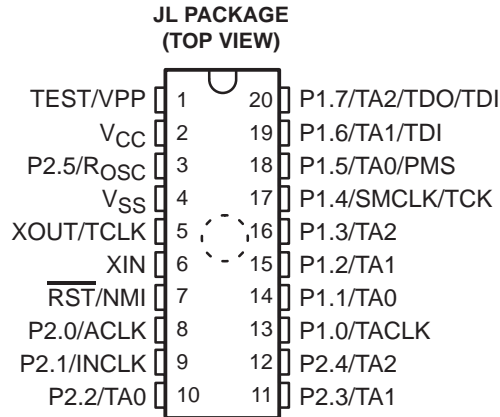 JL PACKAGE
(TOP VIEW)
TEST/VPP 1 20 P1.7/TA2/TDO/TDI
VCC 2 19 P1.6/TA1/TDI
P2.5/ROSC 3 18 P1.5/TA0/PMS
VSS 4 17 P1.4/SMCLK/TCK
XOUT/TCLK 5 16 P1.3/TA2
XIN 6 15 P1.2/TA1
RST/NMI 7 14 P1.1/TA0
P2.0/ACLK 8 13 P1.0/TACLK
P2.1/INCLK 9 12 P2.4/TA2
P2.2/TA0 10 11 P2.3/TA1